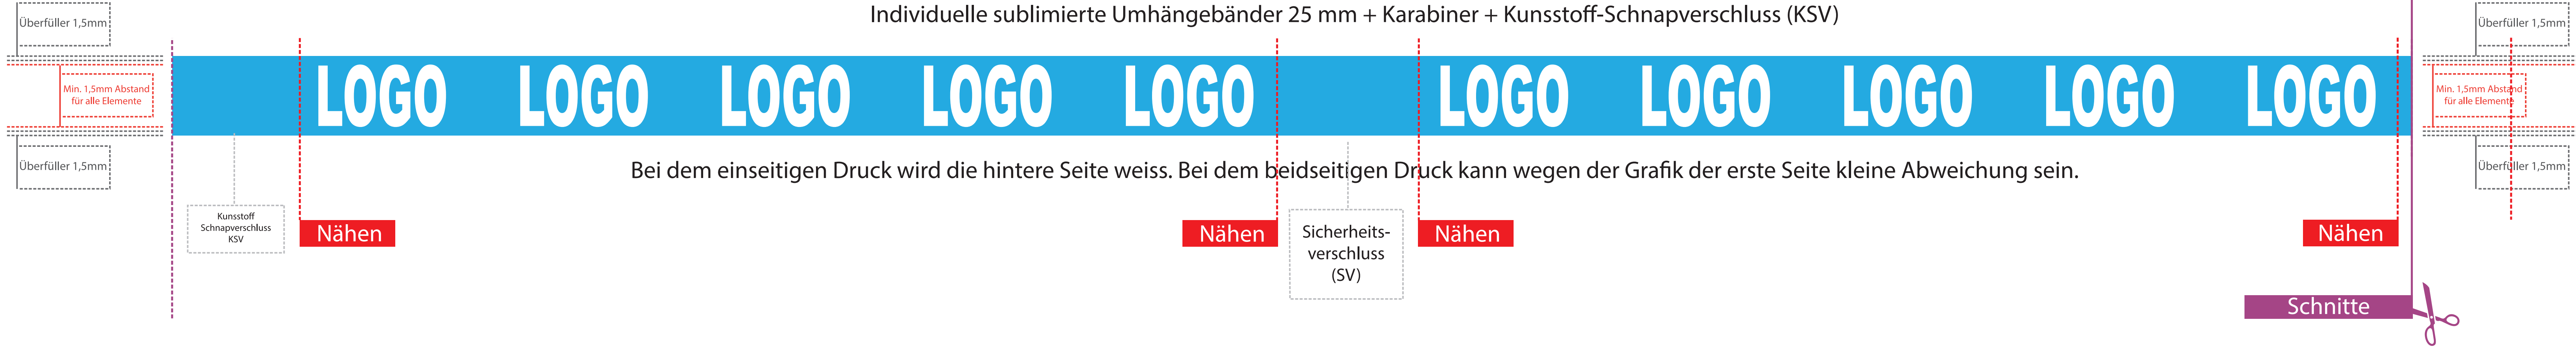 Individuelle sublimierte Umhängebänder 25 mm + Karabiner + Kunsstoff-Schnapverschluss (KSV)
Überfüller 1,5mm
Überfüller 1,5mm
Min. 1,5mm Abstand
für alle Elemente
LOGO LOGO LOGO LOGO LOGO LOGO LOGO LOGO LOGO LOGO
Min. 1,5mm Abstand
für alle Elemente
Überfüller 1,5mm
Bei dem einseitigen Druck wird die hintere Seite weiss. Bei dem beidseitigen Druck kann wegen der Grafik der erste Seite kleine Abweichung sein.
Überfüller 1,5mm
Kunsstoff
Schnapverschluss
KSV
Nähen
Nähen
Sicherheits-
verschluss
(SV)
Nähen
Nähen
Schnitte